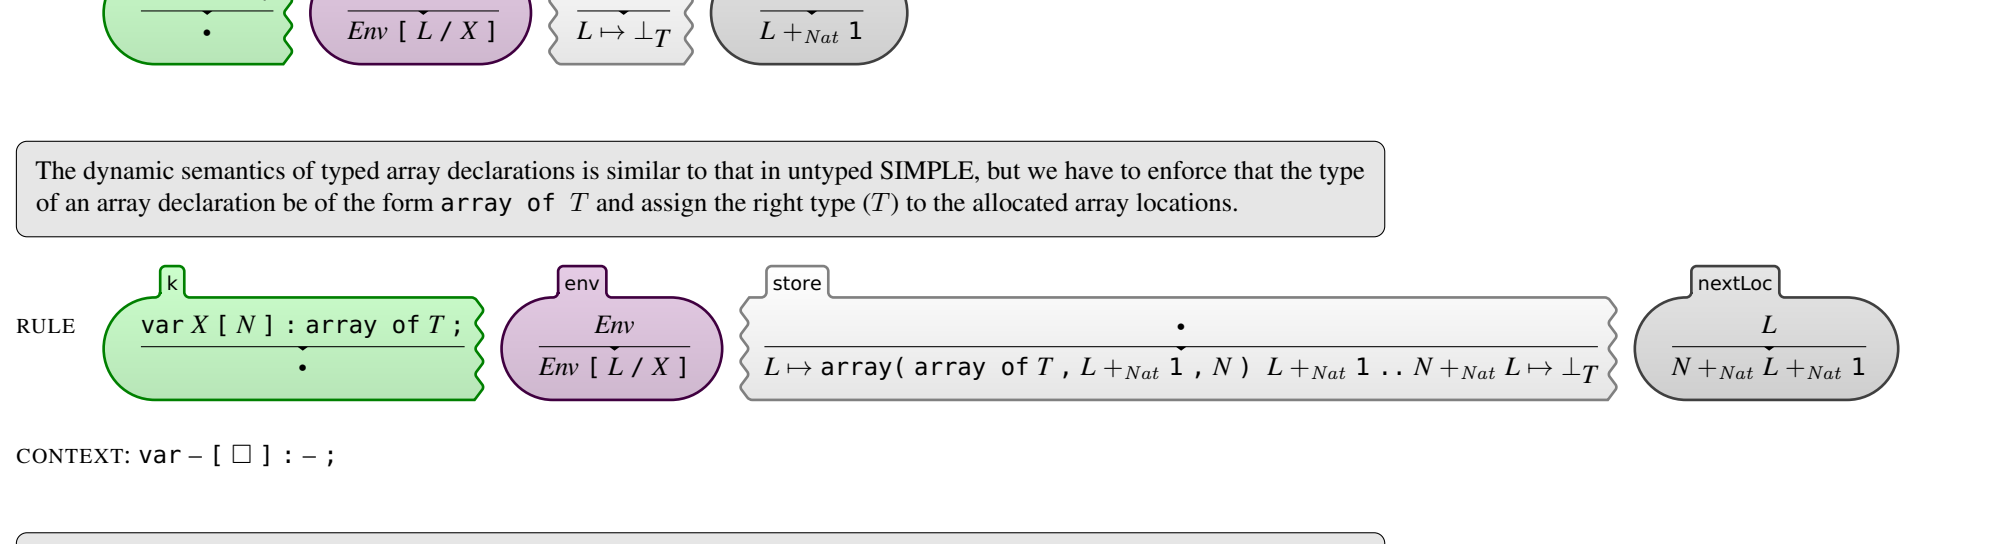 • Env [ L / X ] L ↦ ⊥T L +Nat 1
The dynamic semantics of typed array declarations is similar to that in untyped SIMPLE, but we have to enforce that the type
of an array declaration be of the form array of T and assign the right type (T) to the allocated array locations.
k env store nextLoc
RULE var X [ N ] : array of T ; Env • L
• Env [ L / X ] L ↦ array( array of T , L +Nat 1 , N ) L +Nat 1 .. N +Nat L ↦ ⊥T N +Nat L +Nat 1
CONTEXT: var – [ □ ] : – ;